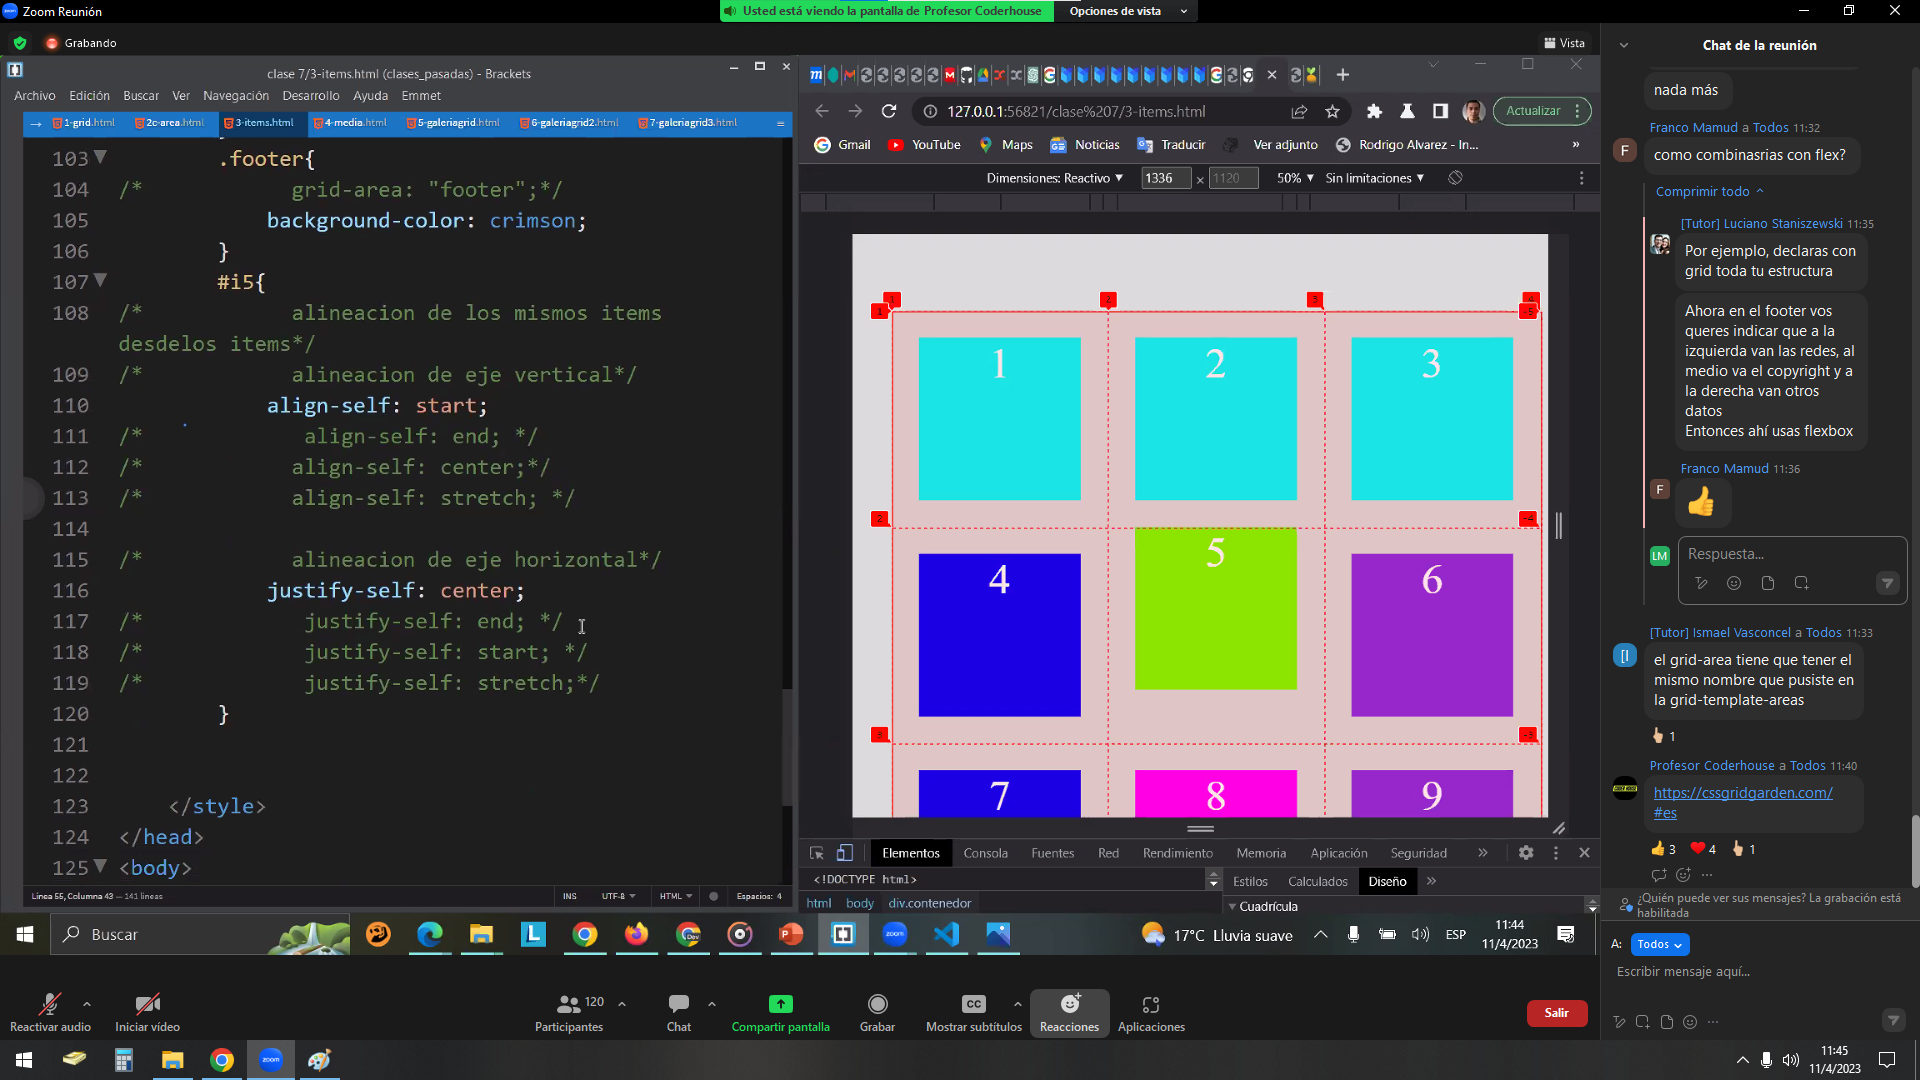 Zoom Reunión
Usted está viendo la pantalla de Profesor Coderhouse
Opciones de vista
Grabando
Vista
clase 7/3-items.html (clases_pasadas) - Brackets
Archivo Edición Buscar Ver Navegación Desarrollo Ayuda Emmet
1-grid.html 2c-area.html 3-items.html 4-media.html 5-galeriagrid.html 6-galeriagrid2.html 7-galeriagrid3.html
103 .footer{
104 /* grid-area: "footer";*/
105 background-color: crimson;
106 }
107 #i5{
108 /* alineacion de los mismos items
desdelos items*/
109 /* alineacion de eje vertical*/
110 align-self: start;
111 /* align-self: end; */
112 /* align-self: center;*/
113 /* align-self: stretch; */
114
115 /* alineacion de eje horizontal*/
116 justify-self: center;
117 /* justify-self: end; */
118 /* justify-self: start; */
119 /* justify-self: stretch;*/
120 }
121
122
123 </style>
124 </head>
125 <body>
Línea 55, Columna 43 — 141 líneas
INS UTF-8 HTML Espacios: 4
127.0.0.1:56821/clase%207/3-items.html
Actualizar
Gmail YouTube Maps Noticias Traducir Ver adjunto Rodrigo Alvarez - In... »
Dimensiones: Reactivo 1336 × 1120 50% Sin limitaciones
1 2 3 4
1 -5
1 2 3
2 -4
4 5 6
3 -3
7 8 9
Elementos Consola Fuentes Red Rendimiento Memoria Aplicación Seguridad »
<!DOCTYPE html>
html body div.contenedor
Estilos Calculados Diseño »
Cuadrícula
Buscar
17°C Lluvia suave
ESP
11:44
11/4/2023
Chat de la reunión
nada más
Franco Mamud a Todos 11:32
F
como combinasrias con flex?
Comprimir todo
[Tutor] Luciano Staniszewski 11:35
Por ejemplo, declaras con
grid toda tu estructura
Ahora en el footer vos
queres indicar que a la
izquierda van las redes, al
medio va el copyright y a
la derecha van otros
datos
Entonces ahí usas flexbox
Franco Mamud 11:36
F
LM
Respuesta...
[Tutor] Ismael Vasconcel a Todos 11:33
[I
el grid-area tiene que tener el
mismo nombre que pusiste en
la grid-template-areas
1
Profesor Coderhouse a Todos 11:40
https://cssgridgarden.com/
#es
3 4 1
¿Quién puede ver sus mensajes? La grabación está
habilitada
A: Todos
Escribir mensaje aquí...
Reactivar audio
Iniciar vídeo
120
Participantes
Chat
Compartir pantalla
Grabar
CC
Mostrar subtítulos
Reacciones
Aplicaciones
Salir
zoom
11:45
11/4/2023